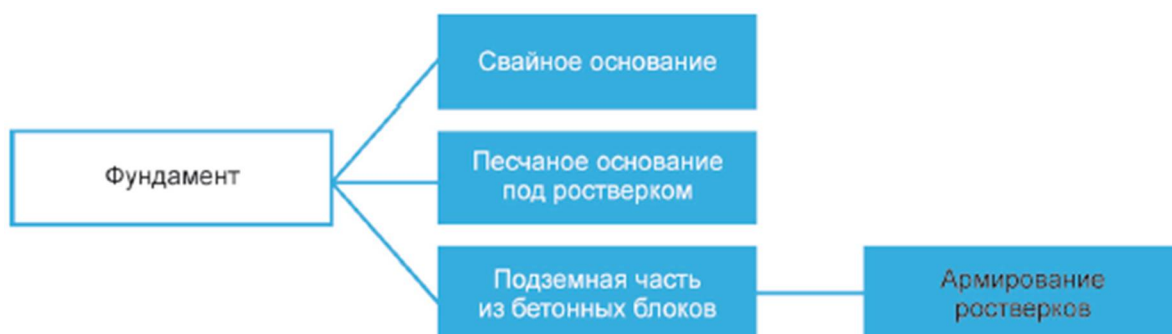 Свайное основание
Фундамент
Песчаное основание
под ростверком
Подземная часть
из бетонных блоков
Армирование
ростверков